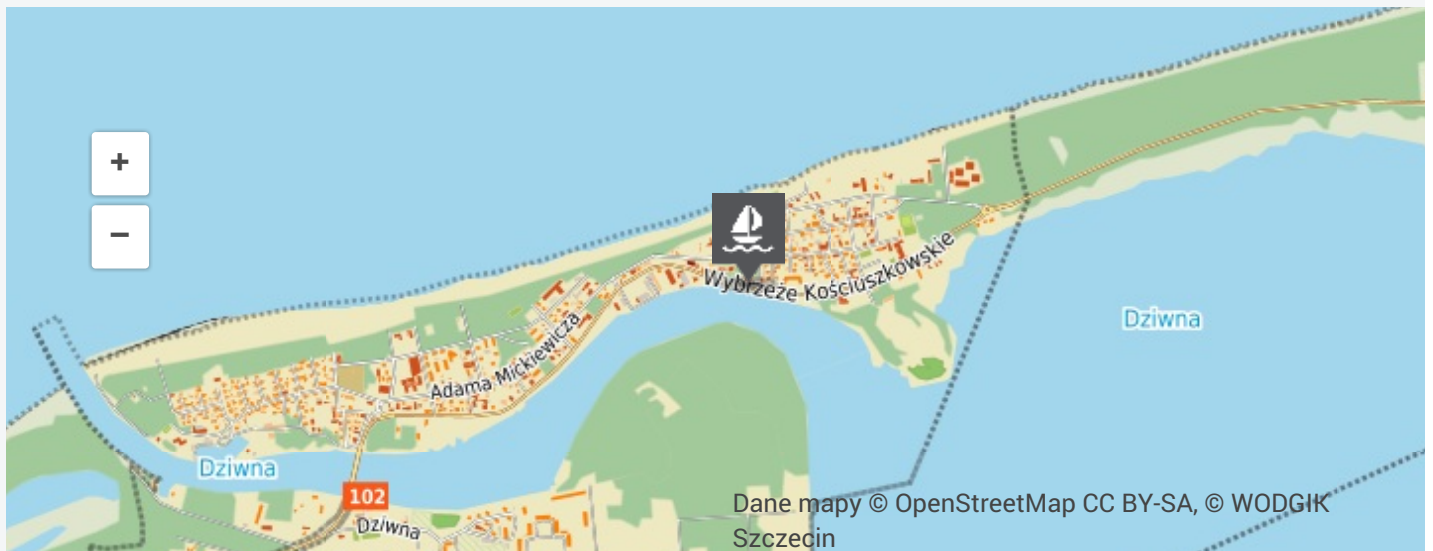 +
−
Wybrzeże Kościuszkowskie
Dziwna
Adama Mickiewicza
Dziwna
102
Dziwna
Dane mapy © OpenStreetMap CC BY-SA, © WODGIK
Szczecin